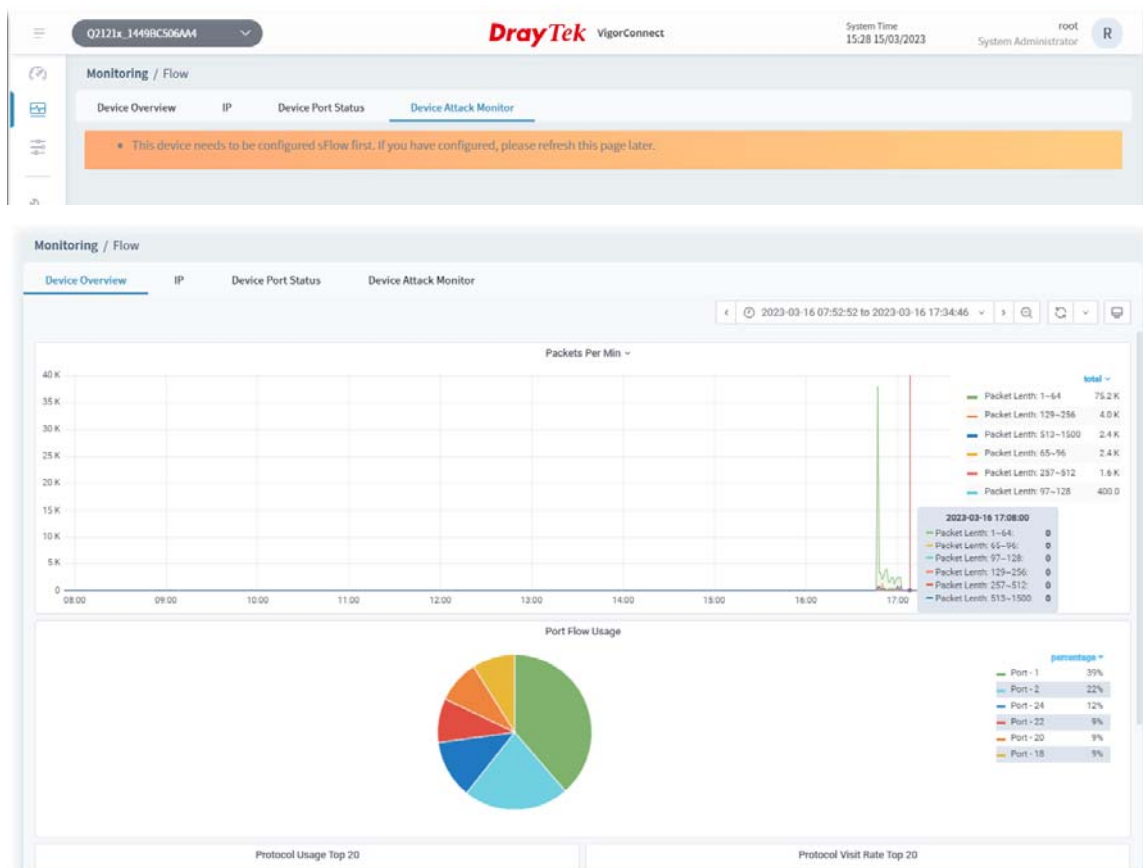 Q2121x_1449BC506AA4
DrayTek VigorConnect
System Time
15:28 15/03/2023
root
System Administrator
R
Monitoring / Flow
Device Overview IP Device Port Status Device Attack Monitor
This device needs to be configured sFlow first. If you have configured, please refresh this page later.
Monitoring / Flow
Device Overview IP Device Port Status Device Attack Monitor
2023-03-16 07:52:52 to 2023-03-16 17:34:46
Packets Per Min
total
40 K
35 K
30 K
25 K
20 K
15 K
10 K
5 K
0
08:00 09:00 10:00 11:00 12:00 13:00 14:00 15:00 16:00 17:00
Packet Lenth: 1~64 75.2 K
Packet Lenth: 129~256 4.0 K
Packet Lenth: 513~1500 2.4 K
Packet Lenth: 65~96 2.4 K
Packet Lenth: 257~512 1.6 K
Packet Lenth: 97~128 400.0
2023-03-16 17:08:00
Packet Lenth: 1~64: 0
Packet Lenth: 65~96: 0
Packet Lenth: 97~128: 0
Packet Lenth: 129~256: 0
Packet Lenth: 257~512: 0
Packet Lenth: 513~1500: 0
Port Flow Usage
percentage
Port - 1 39%
Port - 2 22%
Port - 24 12%
Port - 22 9%
Port - 20 9%
Port - 18 9%
Protocol Usage Top 20
Protocol Visit Rate Top 20